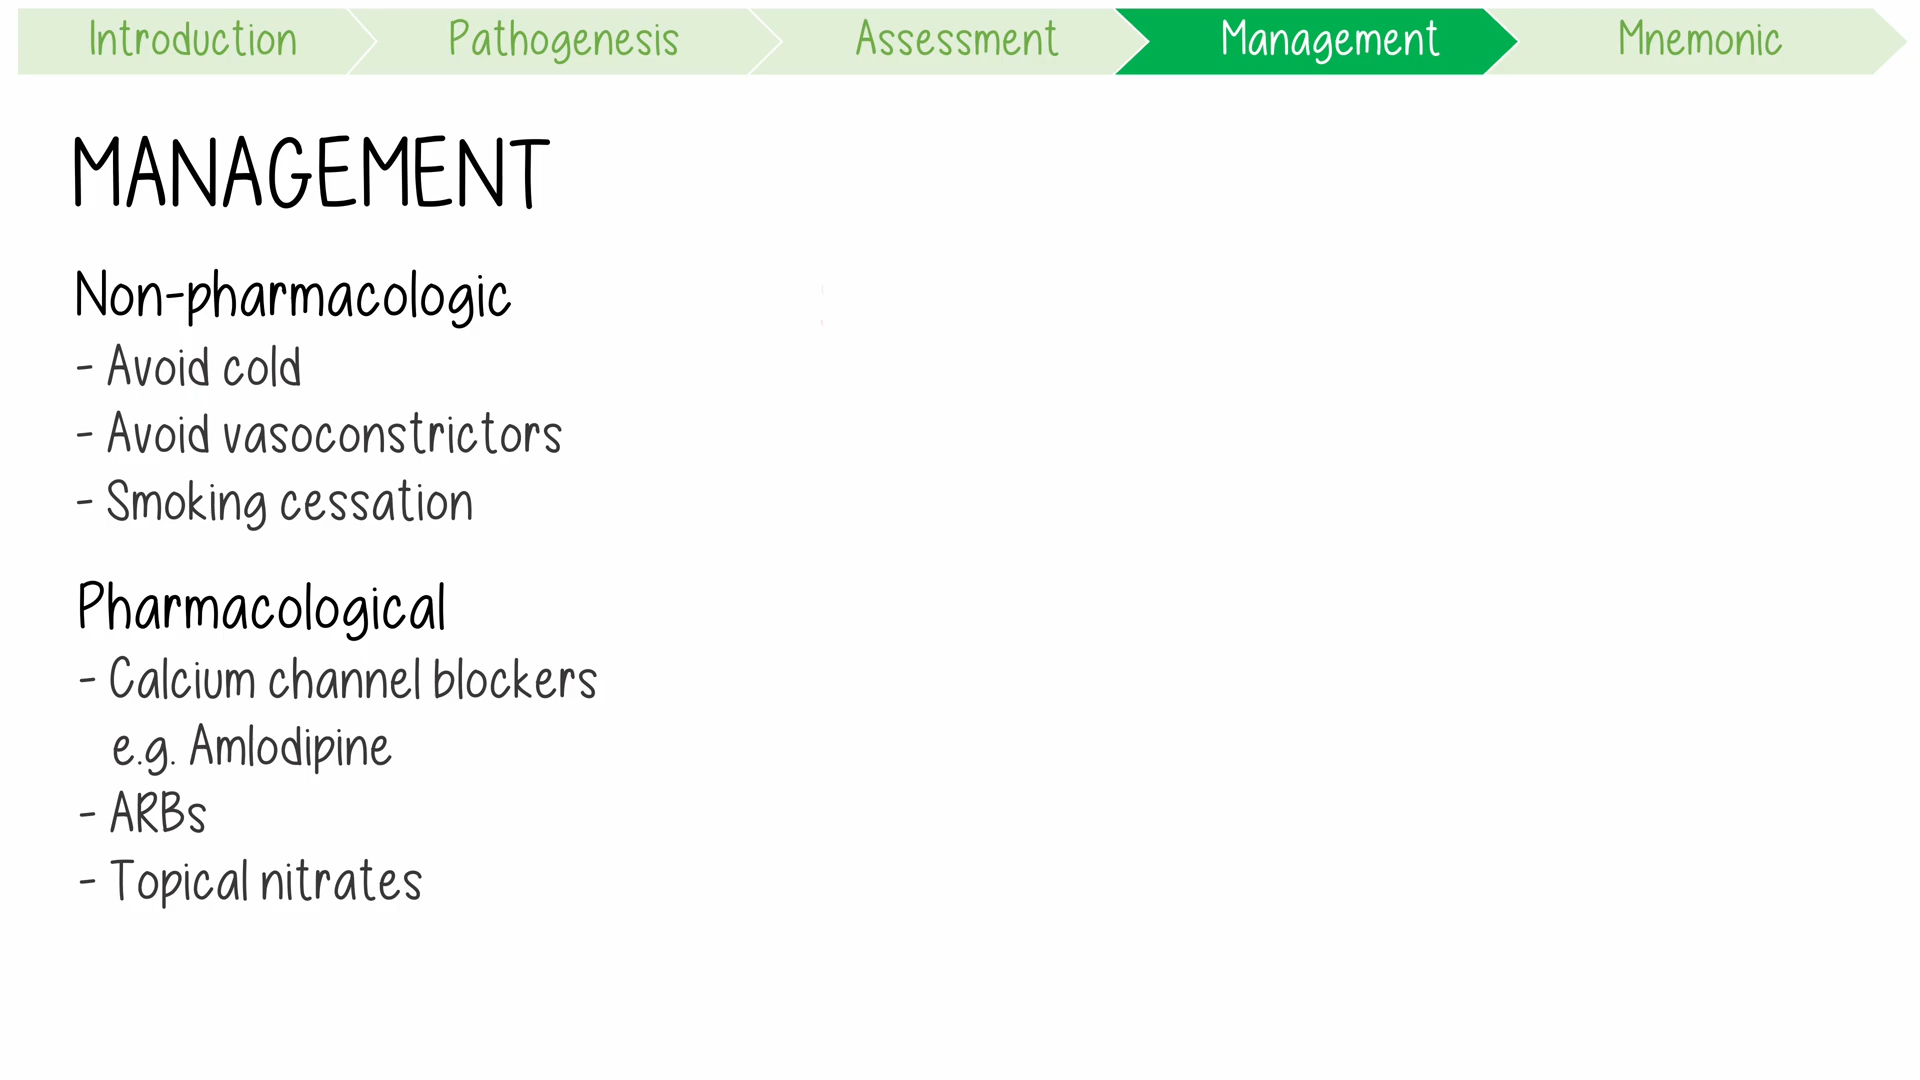 Introduction
Pathogenesis
Assessment
Management
Mnemonic
MANAGEMENT
Non-pharmacologic
- Avoid cold
- Avoid vasoconstrictors
- Smoking cessation
Pharmacological
- Calcium channel blockers
e.g. Amlodipine
- ARBs
- Topical nitrates